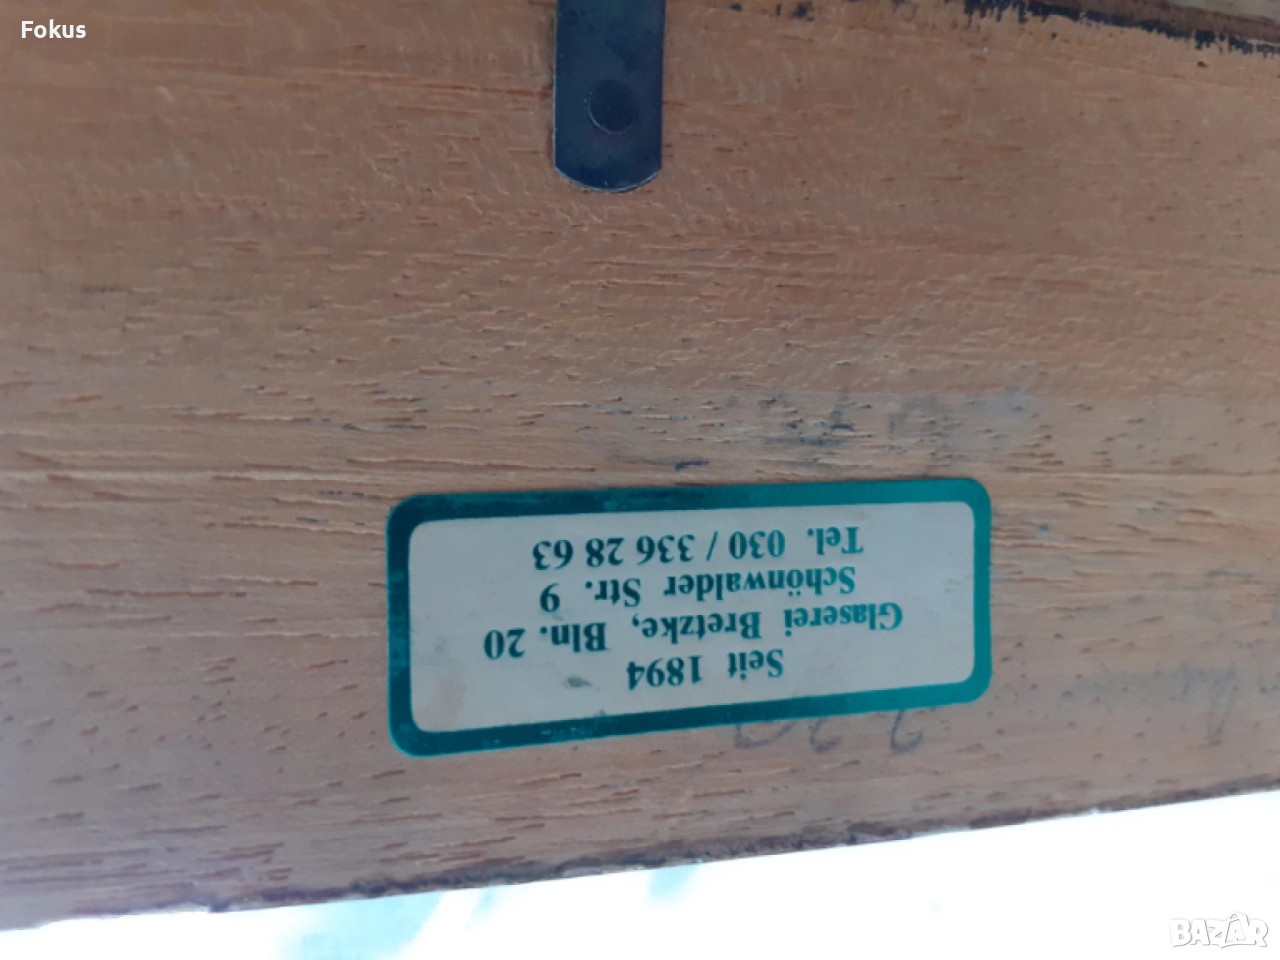 Fokus
Seit 1894
Glaserei Bretzke, Bln. 20
Schönwalder Str. 9
Tel. 030 / 336 28 63
BAZAR